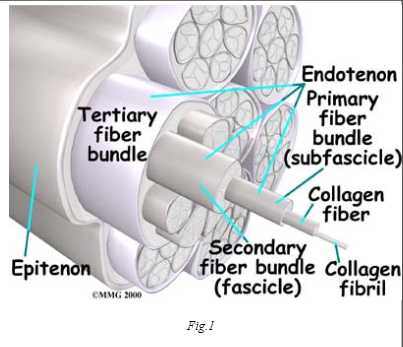 Endotenon
Primary
fiber
bundle
(subfascicle)
Tertiary
fiber
bundle
Collagen
fiber
Epitenon
Secondary
fiber bundle
(fascicle)
Collagen
fibril
©MMG 2000
Fig.1